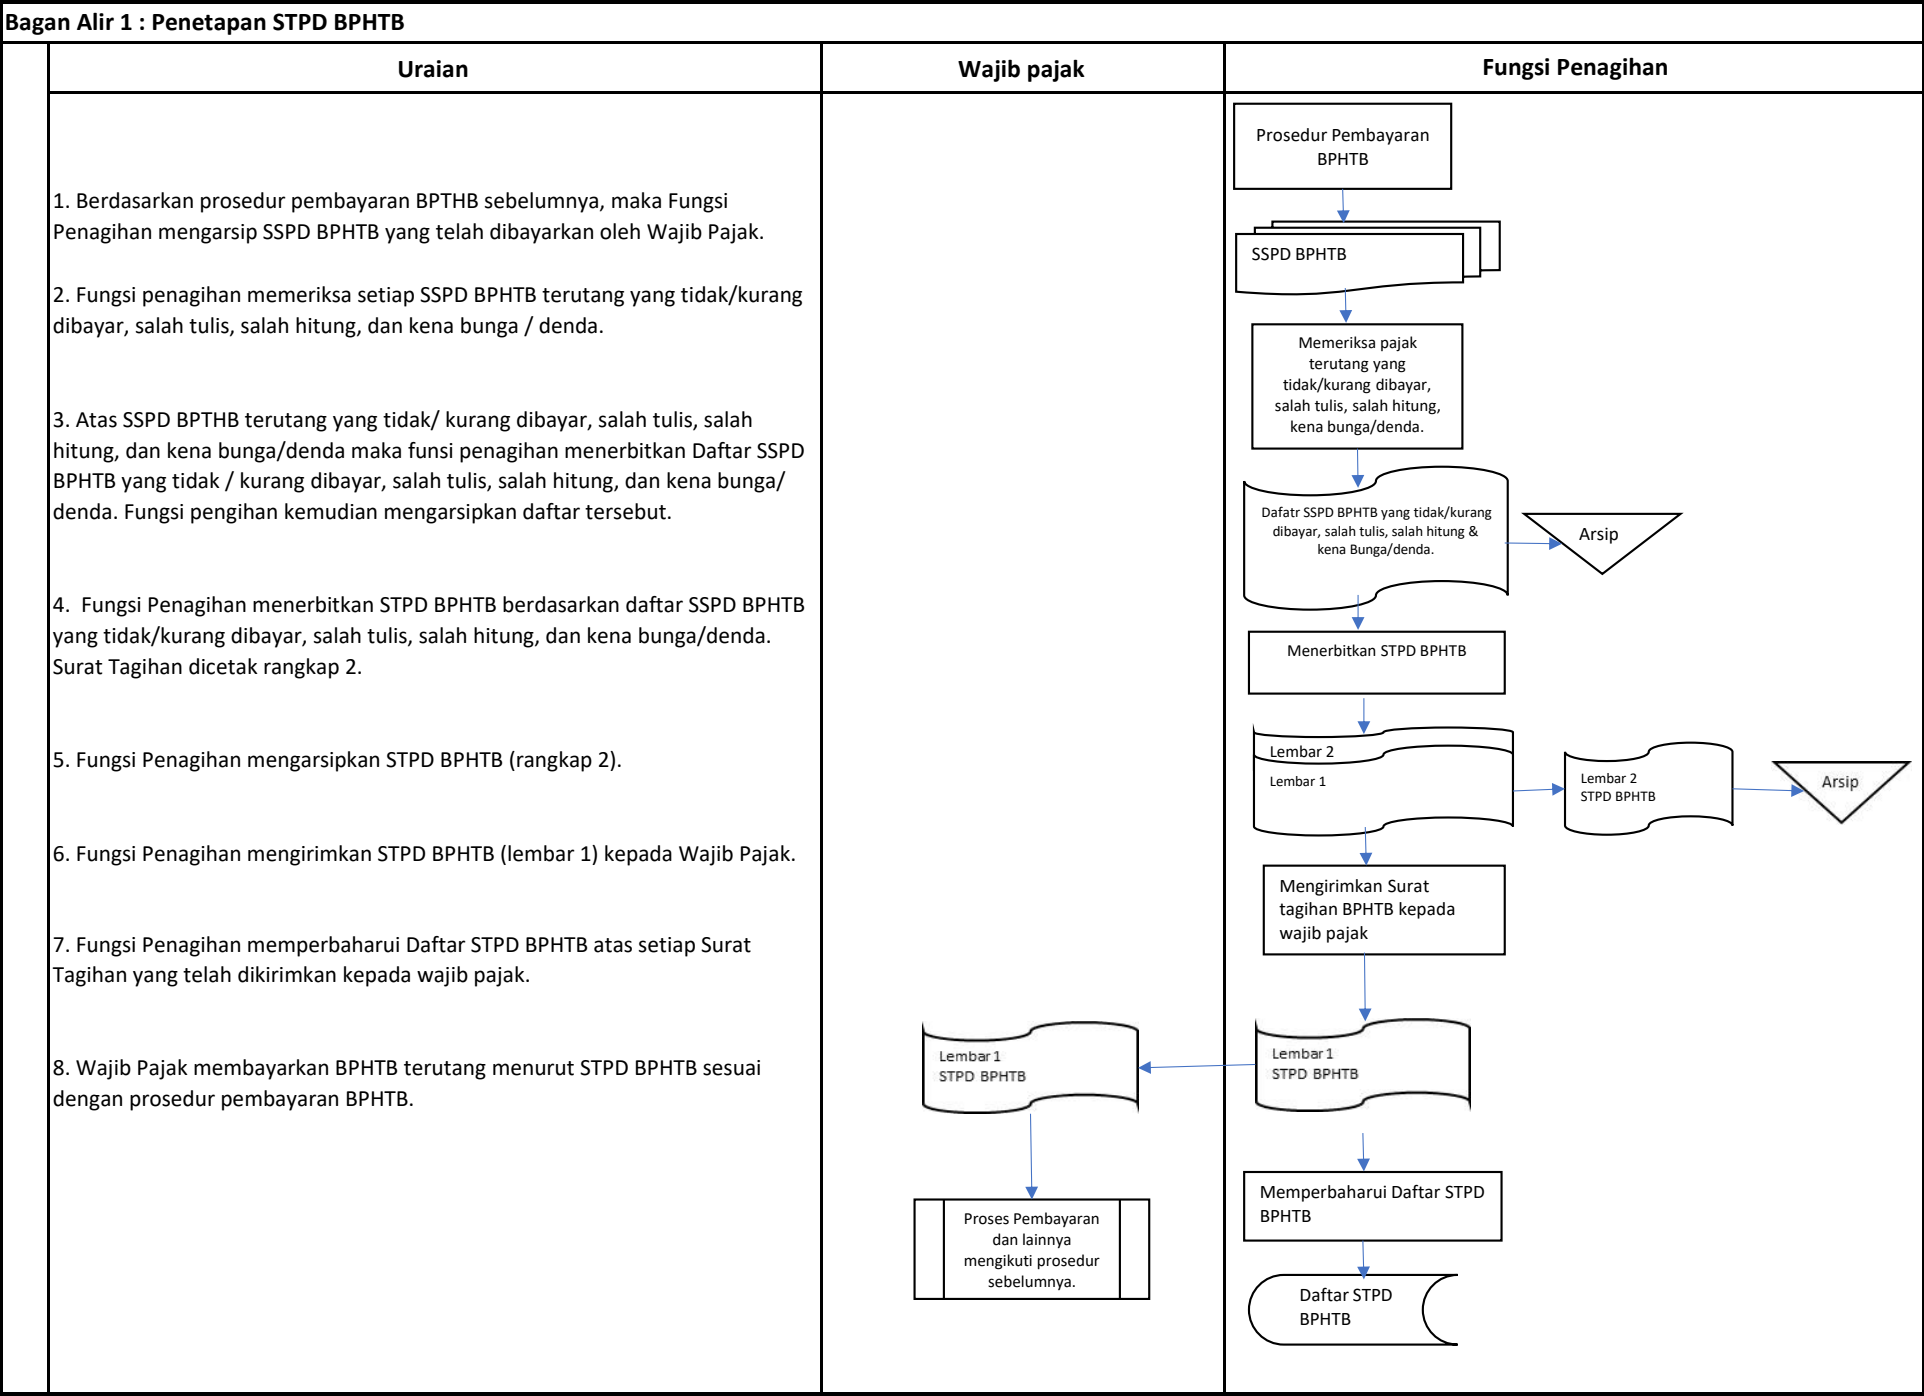 Bagan Alir 1 : Penetapan STPD BPHTB
Uraian
Wajib pajak
Fungsi Penagihan
1. Berdasarkan prosedur pembayaran BPTHB sebelumnya, maka Fungsi
Penagihan mengarsip SSPD BPHTB yang telah dibayarkan oleh Wajib Pajak.
2. Fungsi penagihan memeriksa setiap SSPD BPHTB terutang yang tidak/kurang
dibayar, salah tulis, salah hitung, dan kena bunga / denda.
3. Atas SSPD BPTHB terutang yang tidak/ kurang dibayar, salah tulis, salah
hitung, dan kena bunga/denda maka funsi penagihan menerbitkan Daftar SSPD
BPHTB yang tidak / kurang dibayar, salah tulis, salah hitung, dan kena bunga/
denda. Fungsi pengihan kemudian mengarsipkan daftar tersebut.
4.  Fungsi Penagihan menerbitkan STPD BPHTB berdasarkan daftar SSPD BPHTB
yang tidak/kurang dibayar, salah tulis, salah hitung, dan kena bunga/denda.
Surat Tagihan dicetak rangkap 2.
5. Fungsi Penagihan mengarsipkan STPD BPHTB (rangkap 2).
6. Fungsi Penagihan mengirimkan STPD BPHTB (lembar 1) kepada Wajib Pajak.
7. Fungsi Penagihan memperbaharui Daftar STPD BPHTB atas setiap Surat
Tagihan yang telah dikirimkan kepada wajib pajak.
8. Wajib Pajak membayarkan BPHTB terutang menurut STPD BPHTB sesuai
dengan prosedur pembayaran BPHTB.
Lembar 1
STPD BPHTB
Proses Pembayaran
dan lainnya
mengikuti prosedur
sebelumnya.
Prosedur Pembayaran
BPHTB
SSPD BPHTB
Memeriksa pajak
terutang yang
tidak/kurang dibayar,
salah tulis, salah hitung,
kena bunga/denda.
Dafatr SSPD BPHTB yang tidak/kurang
dibayar, salah tulis, salah hitung &
kena Bunga/denda.
Arsip
Menerbitkan STPD BPHTB
Lembar 2
Lembar 1
Lembar 2
STPD BPHTB
Arsip
Mengirimkan Surat
tagihan BPHTB kepada
wajib pajak
Lembar 1
STPD BPHTB
Memperbaharui Daftar STPD
BPHTB
Daftar STPD
BPHTB